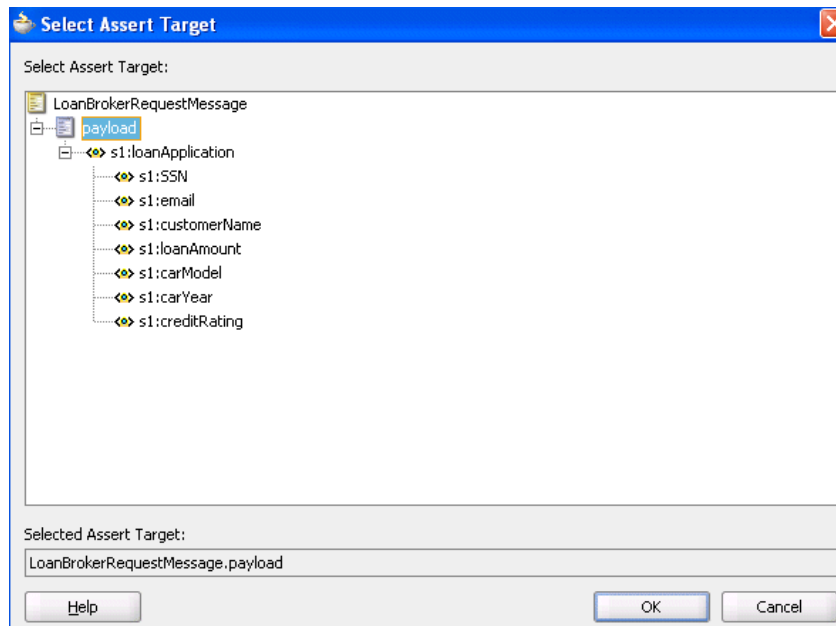 Select Assert Target
Select Assert Target:
LoanBrokerRequestMessage
payload
s1:loanApplication
s1:SSN
s1:email
s1:customerName
s1:loanAmount
s1:carModel
s1:carYear
s1:creditRating
Selected Assert Target:
LoanBrokerRequestMessage.payload
Help OK Cancel